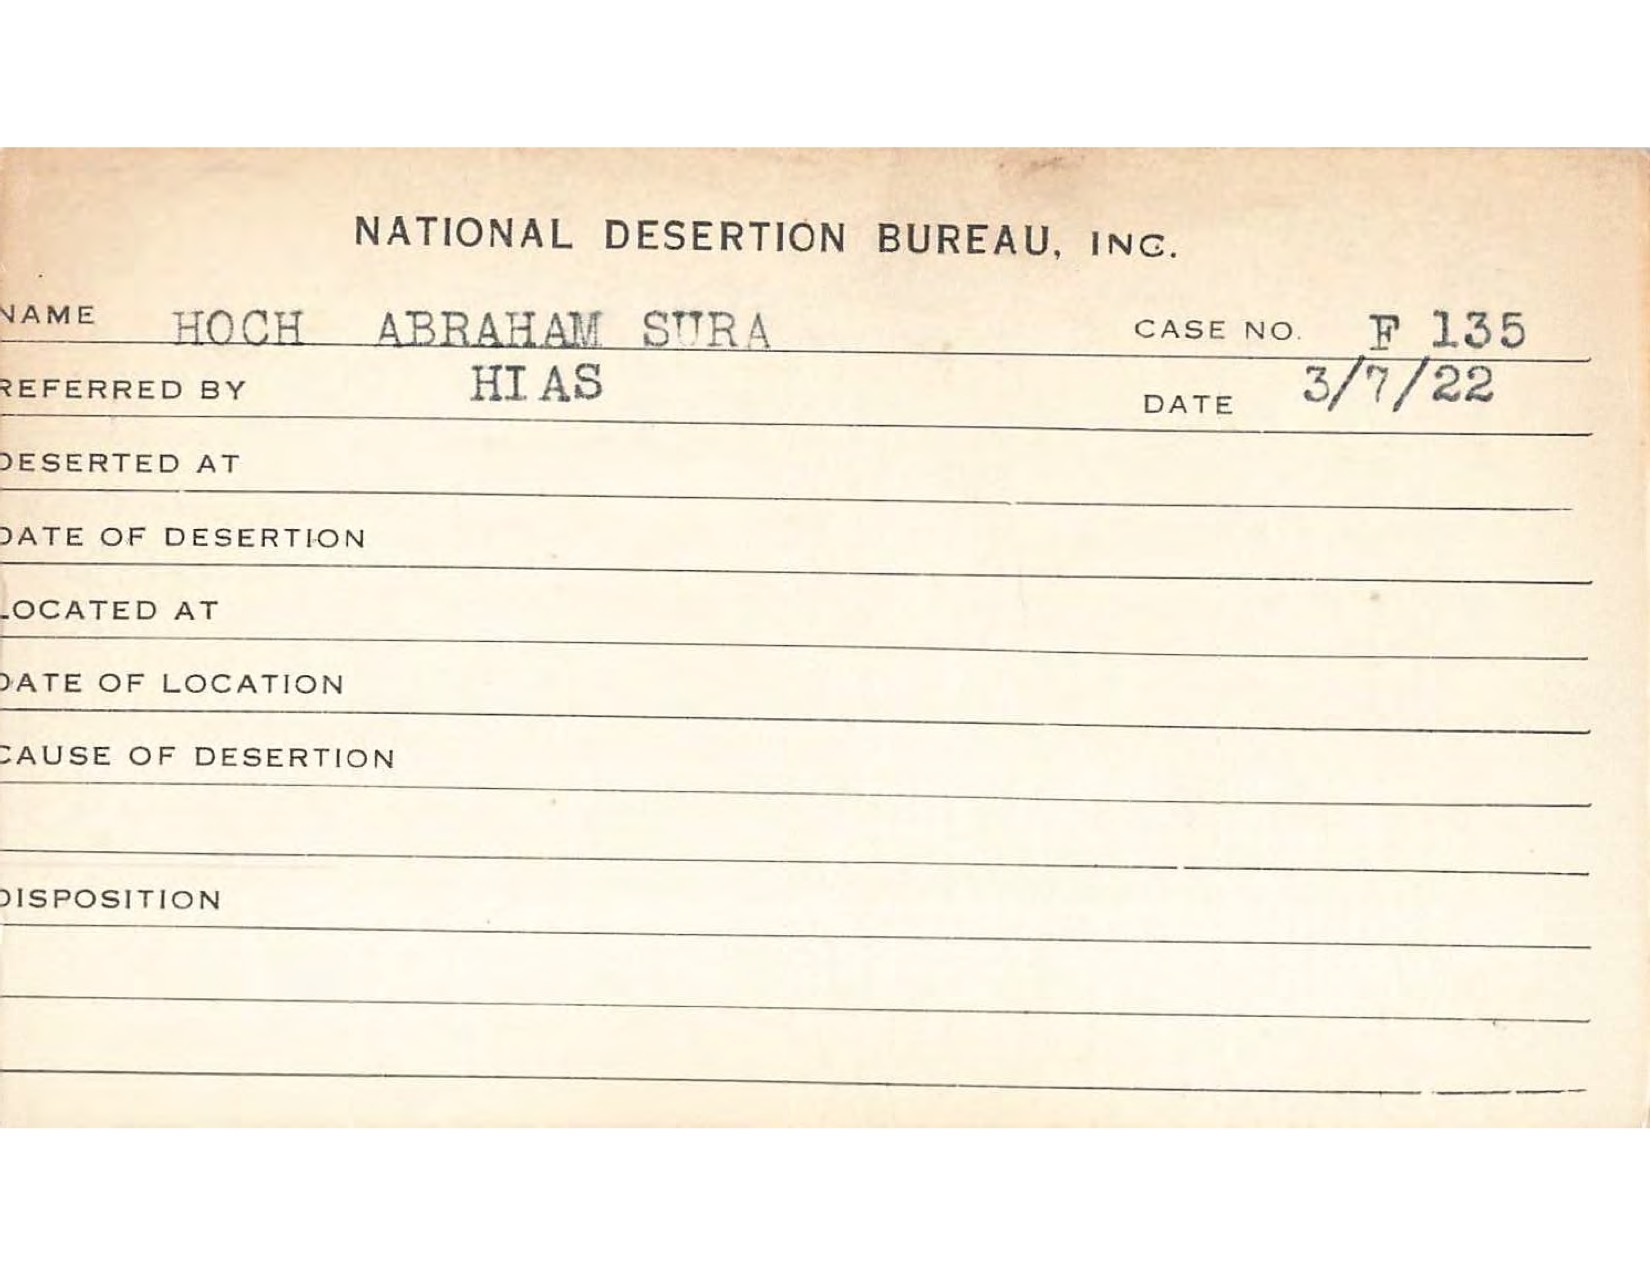 NATIONAL DESERTION BUREAU, INC.
NAME HOCH ABRAHAM SURA CASE NO. F 135
REFERRED BY HIAS DATE 3/7/22
DESERTED AT
DATE OF DESERTION
LOCATED AT
DATE OF LOCATION
CAUSE OF DESERTION
DISPOSITION